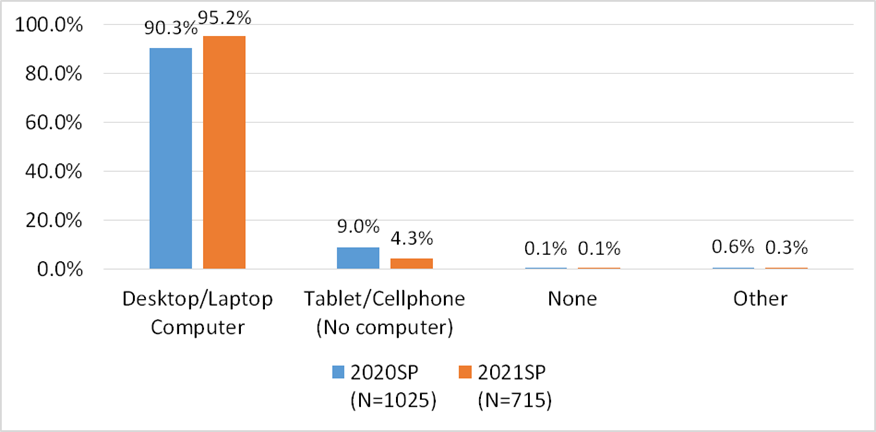 100.0%
80.0%
60.0%
40.0%
20.0%
0.0%
90.3%
95.2%
9.0%
4.3%
0.1%
0.1%
0.6%
0.3%
Desktop/Laptop
Computer
Tablet/Cellphone
(No computer)
None
Other
2020SP
(N=1025)
2021SP
(N=715)